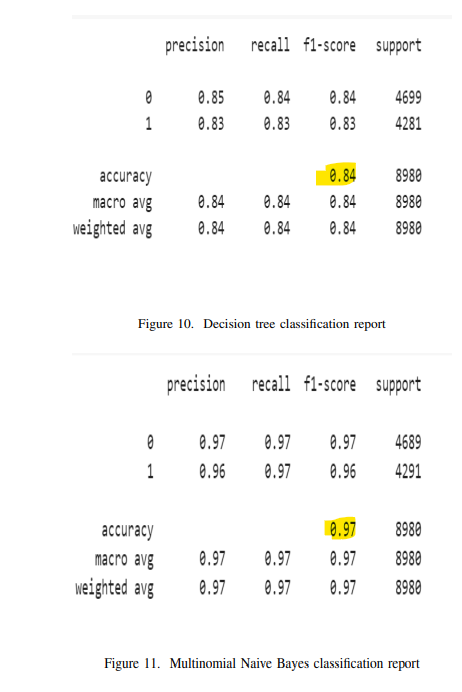 precision recall f1-score support
0 0.85 0.84 0.84 4699
1 0.83 0.83 0.83 4281
accuracy 0.84 8980
macro avg 0.84 0.84 0.84 8980
weighted avg 0.84 0.84 0.84 8980
Figure 10. Decision tree classification report
precision recall f1-score support
0 0.97 0.97 0.97 4689
1 0.96 0.97 0.96 4291
accuracy 0.97 8980
macro avg 0.97 0.97 0.97 8980
weighted avg 0.97 0.97 0.97 8980
Figure 11. Multinomial Naive Bayes classification report